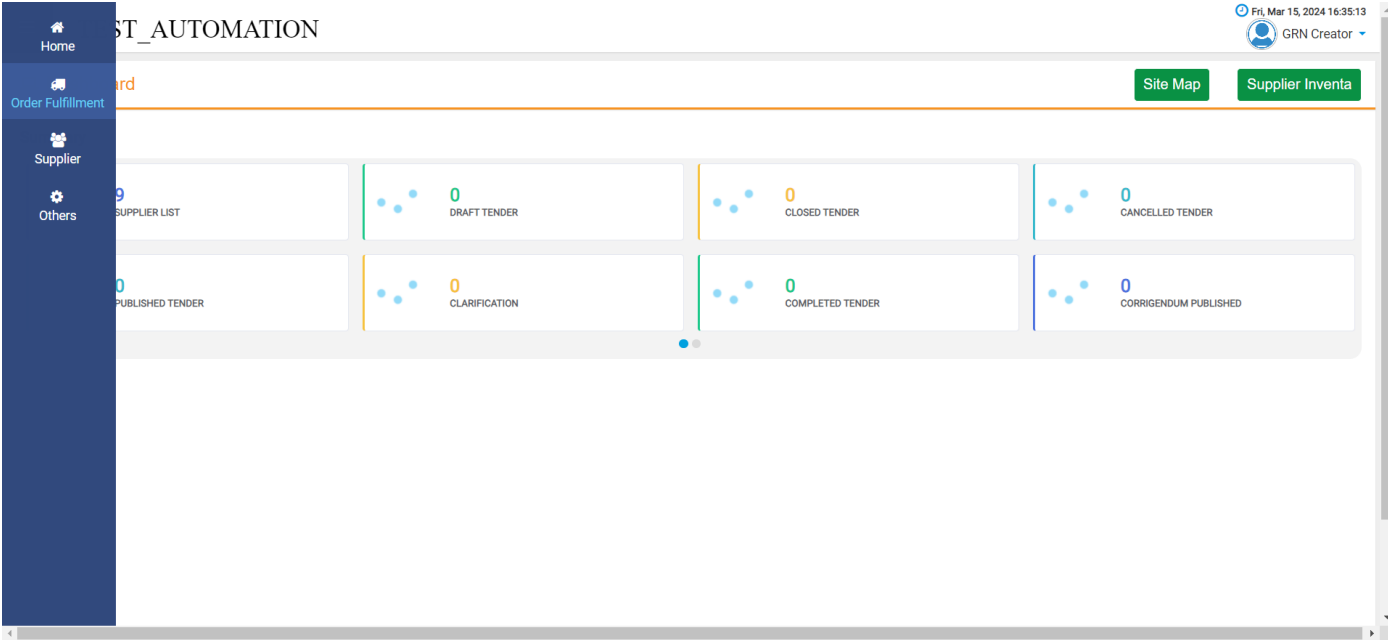 Fri, Mar 15, 2024 16:35:13
ST_AUTOMATION
GRN Creator
Home
Order Fulfillment
Supplier
Others
ard
Site Map
Supplier Inventa
9
SUPPLIER LIST
0
DRAFT TENDER
0
CLOSED TENDER
0
CANCELLED TENDER
0
PUBLISHED TENDER
0
CLARIFICATION
0
COMPLETED TENDER
0
CORRIGENDUM PUBLISHED